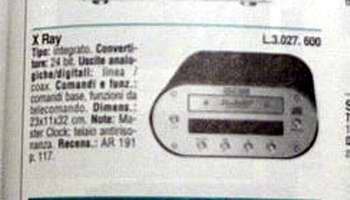 X Ray L.3.027.600
Tipo: integrato. Converti-
tore: 24 bit. Uscite analo-
giche/digitali: linea /
coax. Comandi e funz.:
comandi base, funzioni da
telecomando. Dimens.:
23x11x32 cm. Note: Ma-
ster Clock; telaio antiriso-
nanza. Recens.: AR 191
p. 117.